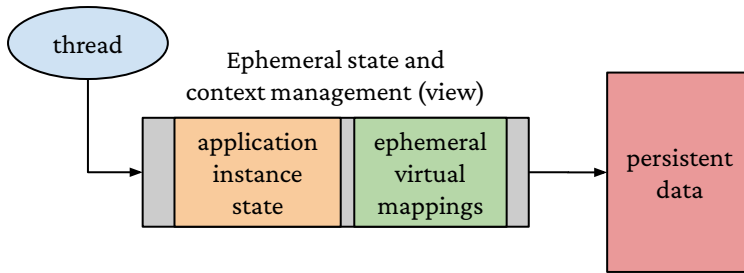 thread
Ephemeral state and
context management (view)
application
instance
state
ephemeral
virtual
mappings
persistent
data